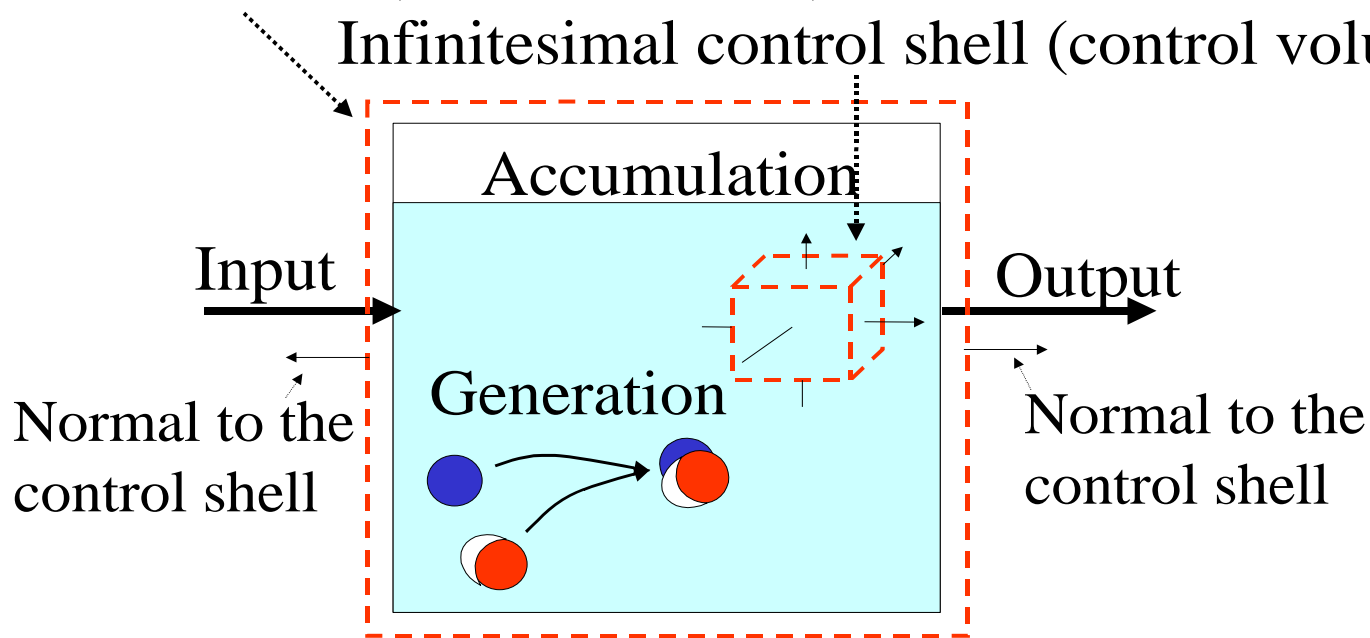 Infinitesimal control shell (control volu
Accumulation
Input
Output
Generation
Normal to the
control shell
Normal to the
control shell